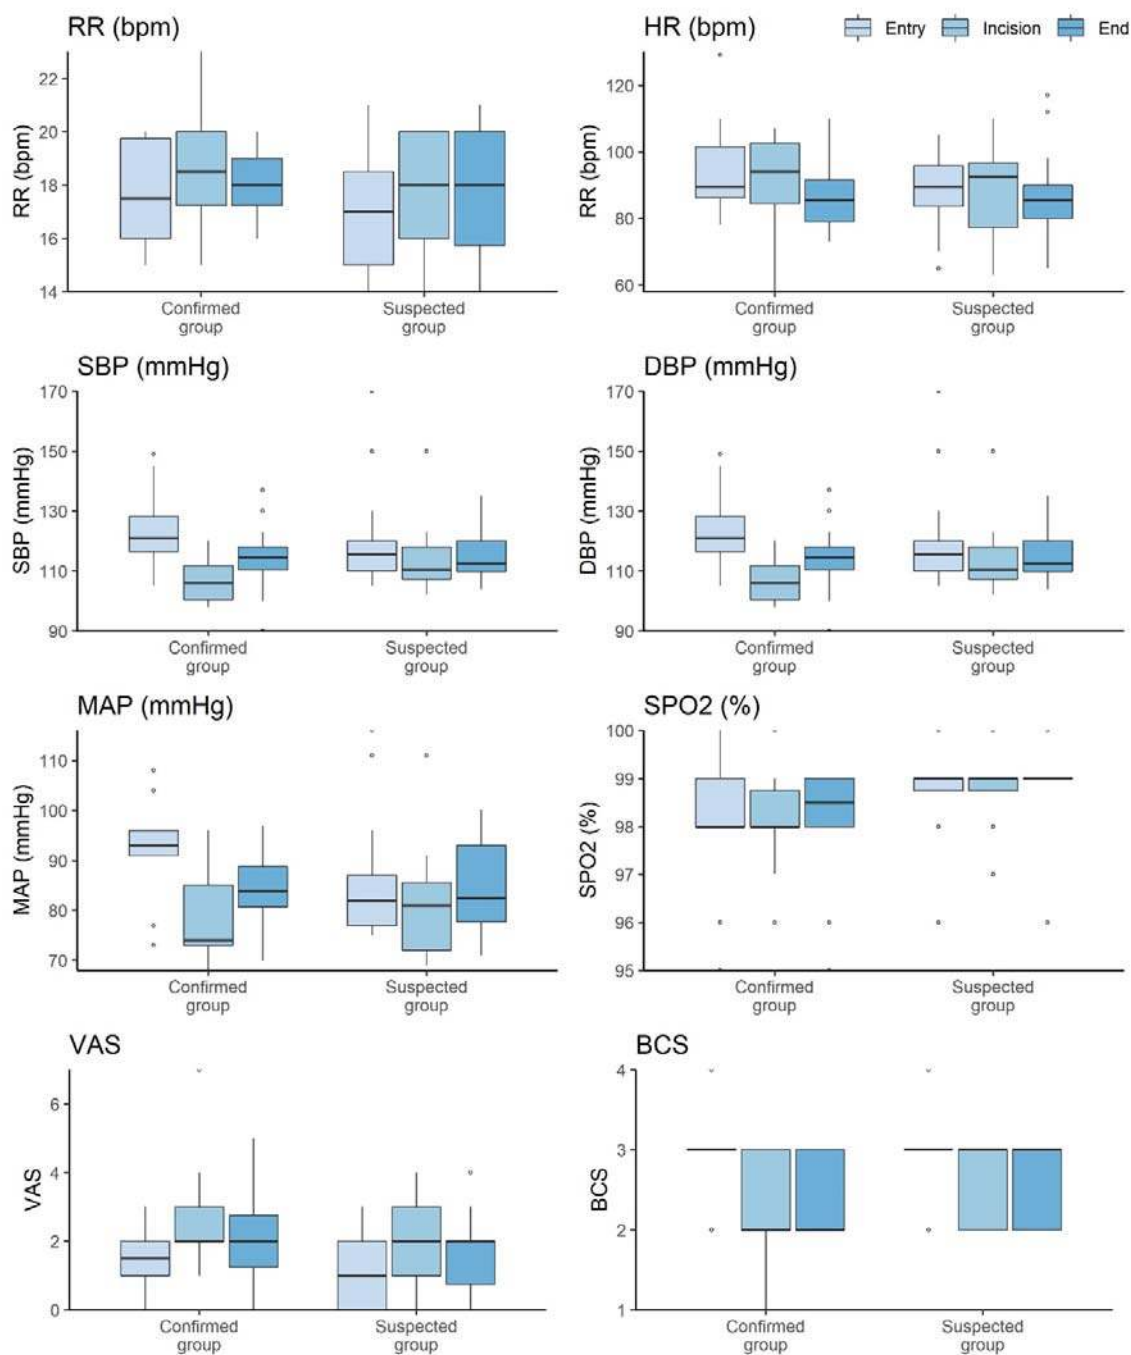 RR (bpm)
RR (bpm)
22
20
18
16
14
Confirmed
group
Suspected
group
HR (bpm)
Entry
Incision
End
RR (bpm)
120
100
80
60
Confirmed
group
Suspected
group
SBP (mmHg)
SBP (mmHg)
170
150
130
110
90
Confirmed
group
Suspected
group
DBP (mmHg)
DBP (mmHg)
170
150
130
110
90
Confirmed
group
Suspected
group
MAP (mmHg)
MAP (mmHg)
110
100
90
80
70
Confirmed
group
Suspected
group
SPO2 (%)
SPO2 (%)
100
99
98
97
96
95
Confirmed
group
Suspected
group
VAS
VAS
6
4
2
0
Confirmed
group
Suspected
group
BCS
BCS
4
3
2
1
Confirmed
group
Suspected
group